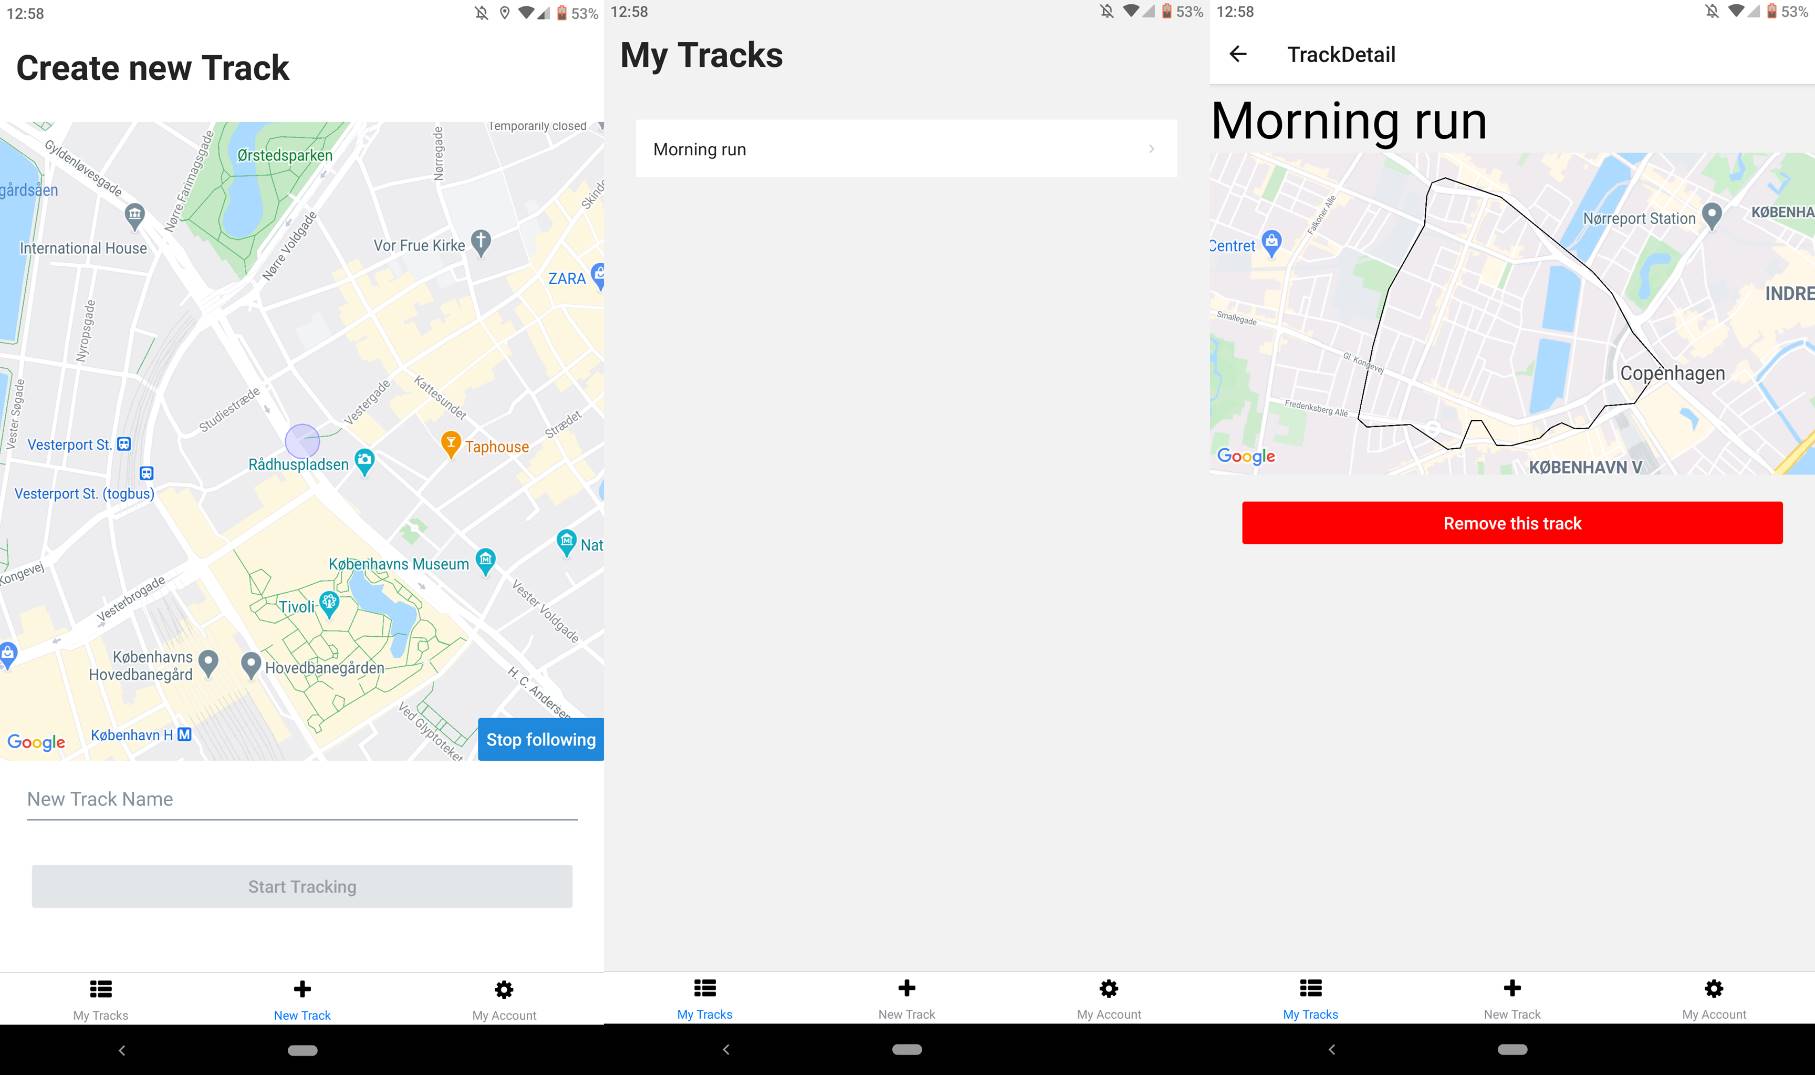 12:58
53%
Create new Track
Temporarily closed
Gyldenløvesgade
Ørstedsparken
Nørregade
Nørre Farimagsgade
gårdsåen
Skinde
International House
Nørre Voldgade
Vor Frue Kirke
ZARA
Nyropsgade
Vester Søgade
Studiestræde
Vestergade
Kattesundet
Strædet
Vesterport St.
Rådhuspladsen
Taphouse
Vesterport St. (togbus)
Københavns Museum
Nat
Kongevej
Vesterbrogade
Tivoli
Vester Voldgade
Københavns
Hovedbanegård
Hovedbanegården
H. C. Andersen
Ved Glyptoteket
København H M
Google
Stop following
New Track Name
Start Tracking
My Tracks
New Track
My Account
12:58
53%
My Tracks
Morning run
My Tracks
New Track
My Account
12:58
53%
TrackDetail
Morning run
Falkoner Alle
Nørreport Station
KØBENHA
Centret
INDRE
Smallegade
Gl. Kongevej
Copenhagen
Frederiksberg Alle
Google
KØBENHAVN V
Remove this track
My Tracks
New Track
My Account